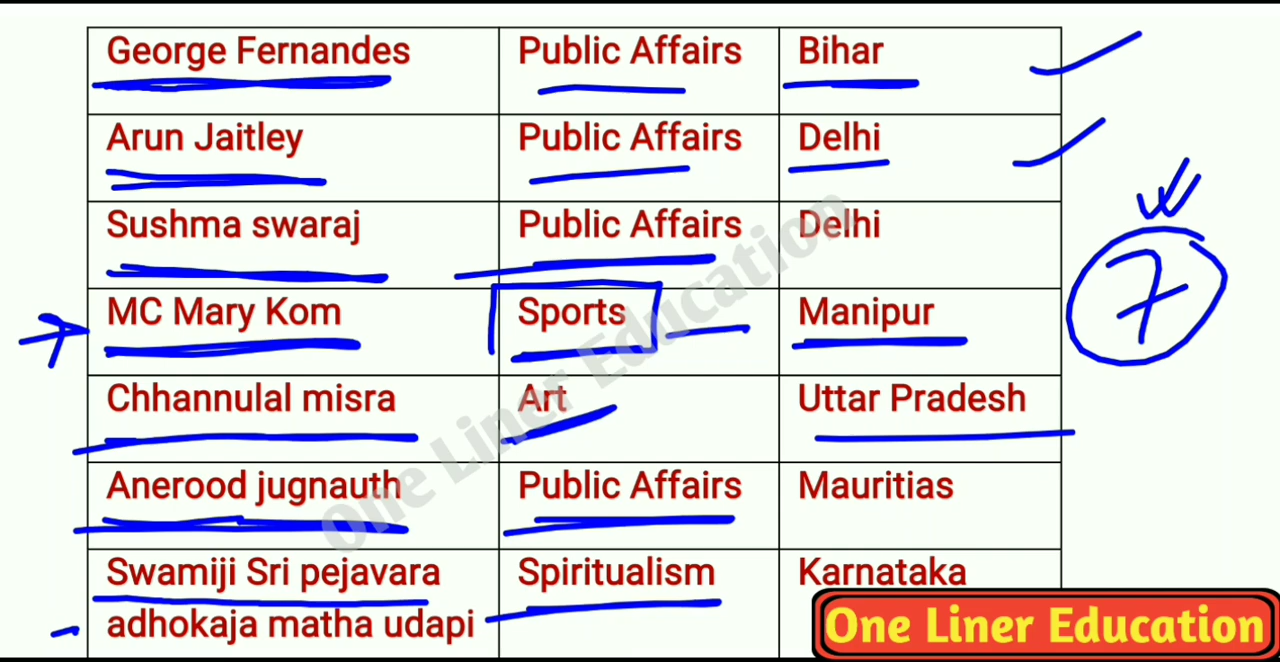 George Fernandes Public Affairs Bihar
Arun Jaitley Public Affairs Delhi
Sushma swaraj Public Affairs Delhi
MC Mary Kom Sports Manipur
7
Chhannulal misra Art Uttar Pradesh
Anerood jugnauth Public Affairs Mauritias
Swamiji Sri pejavara Spiritualism Karnataka
adhokaja matha udapi
One Liner Education
One Liner Education